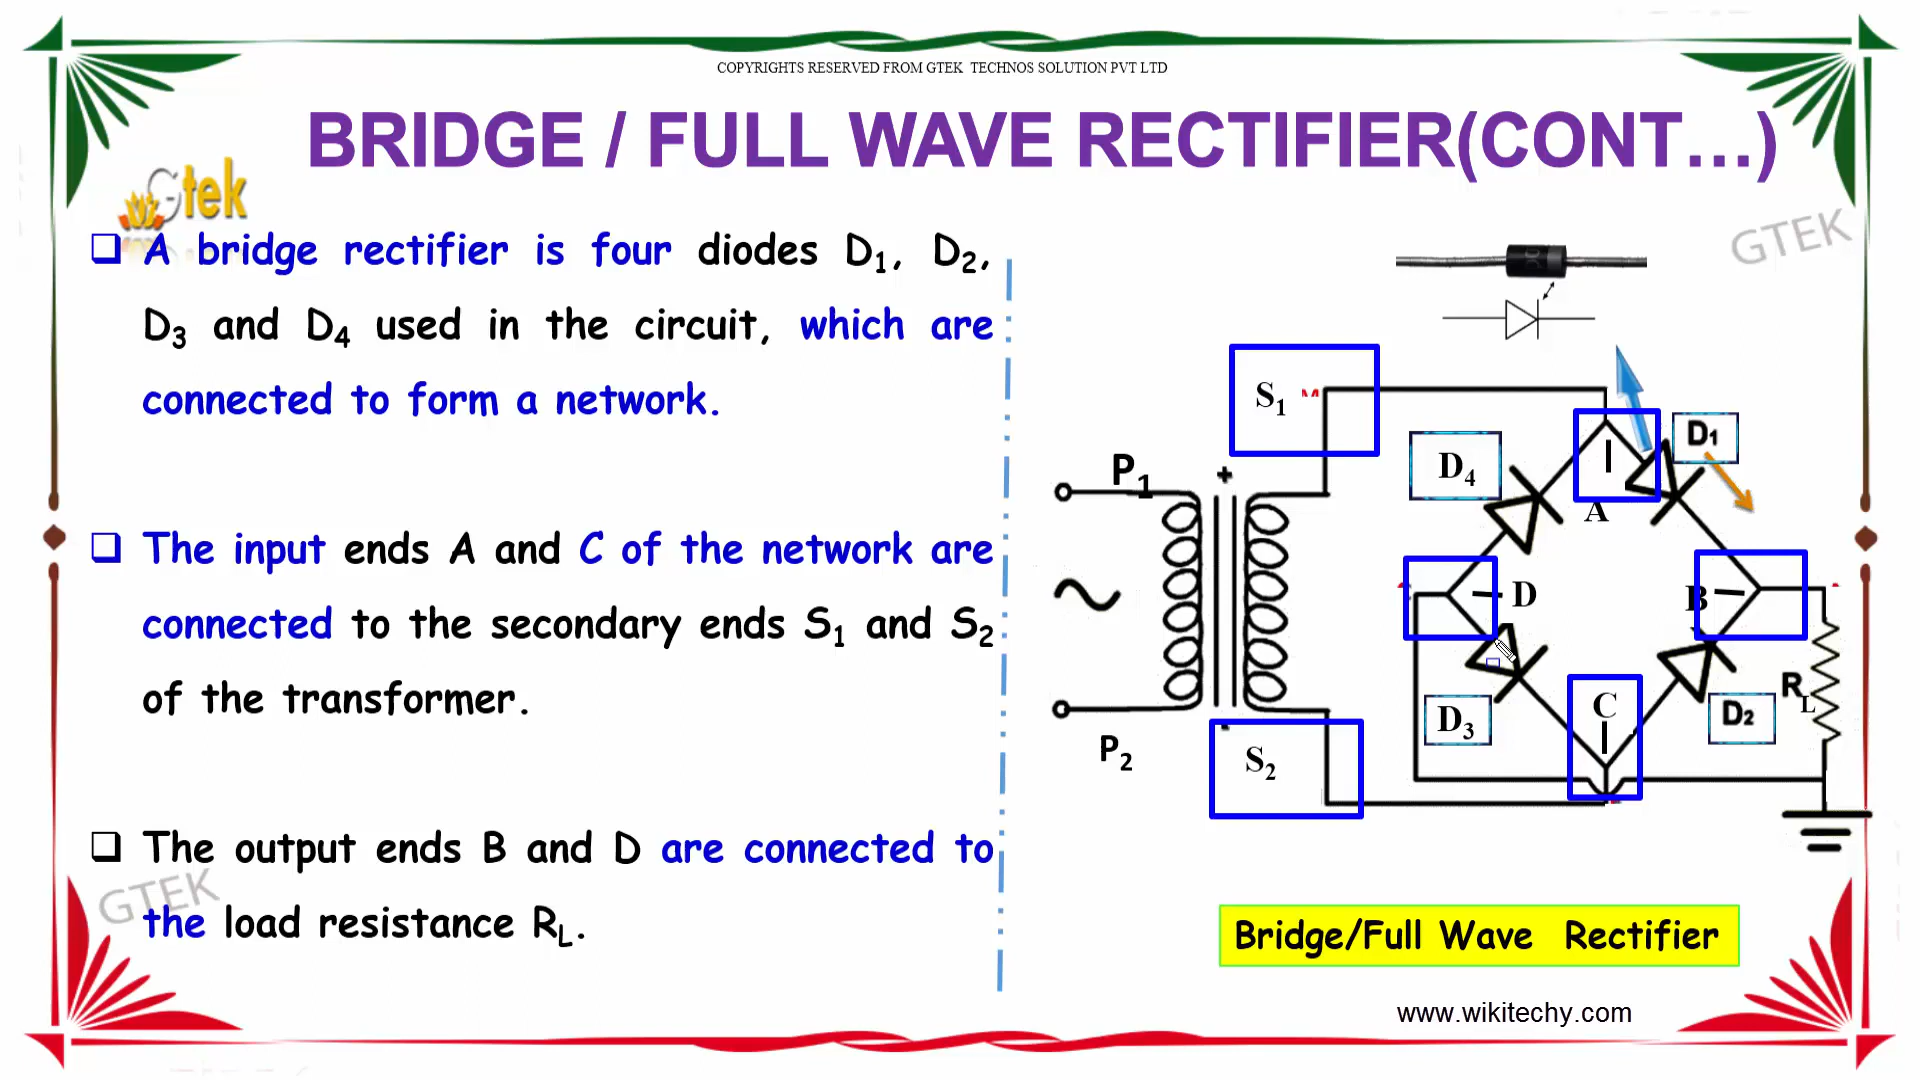 COPYRIGHTS RESERVED FROM GTEK TECHNOS SOLUTION PVT LTD
BRIDGE / FULL WAVE RECTIFIER(CONT...)
Gtek
GTEK
❑ A bridge rectifier is four diodes D₁, D₂,
D₃ and D₄ used in the circuit, which are
connected to form a network.
❑ The input ends A and C of the network are
connected to the secondary ends S₁ and S₂
of the transformer.
❑ The output ends B and D are connected to
the load resistance R_L.
GTEK
S₁
M
D₁
D₄
P₁
+
A
D
B
R_L
C
D₃
D₂
-
P₂
S₂
Bridge/Full Wave Rectifier
www.wikitechy.com